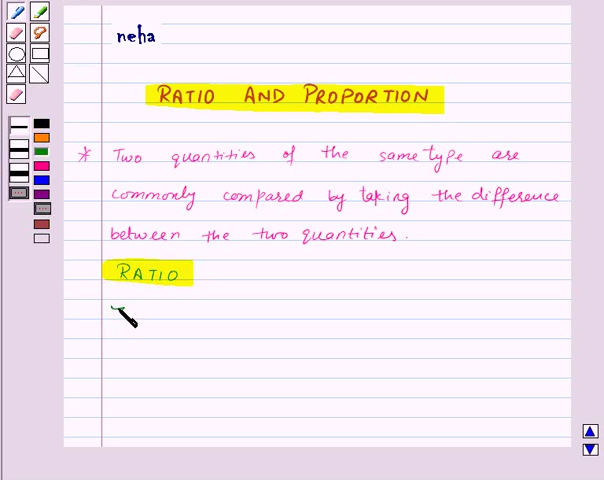 neha
RATIO AND PROPORTION
* Two quantities of the same type are
commonly compared by taking the difference
between the two quantities.
RATIO